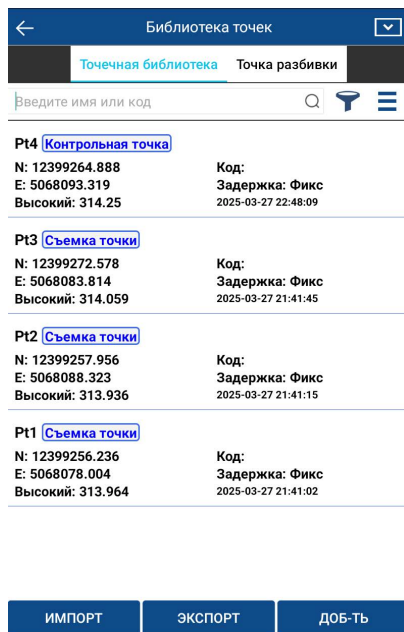 Библиотека точек
Точечная библиотека Точка разбивки
Введите имя или код
Pt4 Контрольная точка
N: 12399264.888 Код:
E: 5068093.319 Задержка: Фикс
Высокий: 314.25 2025-03-27 22:48:09
Pt3 Съемка точки
N: 12399272.578 Код:
E: 5068083.814 Задержка: Фикс
Высокий: 314.059 2025-03-27 21:41:45
Pt2 Съемка точки
N: 12399257.956 Код:
E: 5068088.323 Задержка: Фикс
Высокий: 313.936 2025-03-27 21:41:15
Pt1 Съемка точки
N: 12399256.236 Код:
E: 5068078.004 Задержка: Фикс
Высокий: 313.964 2025-03-27 21:41:02
ИМПОРТ ЭКСПОРТ ДОБ-ТЬ